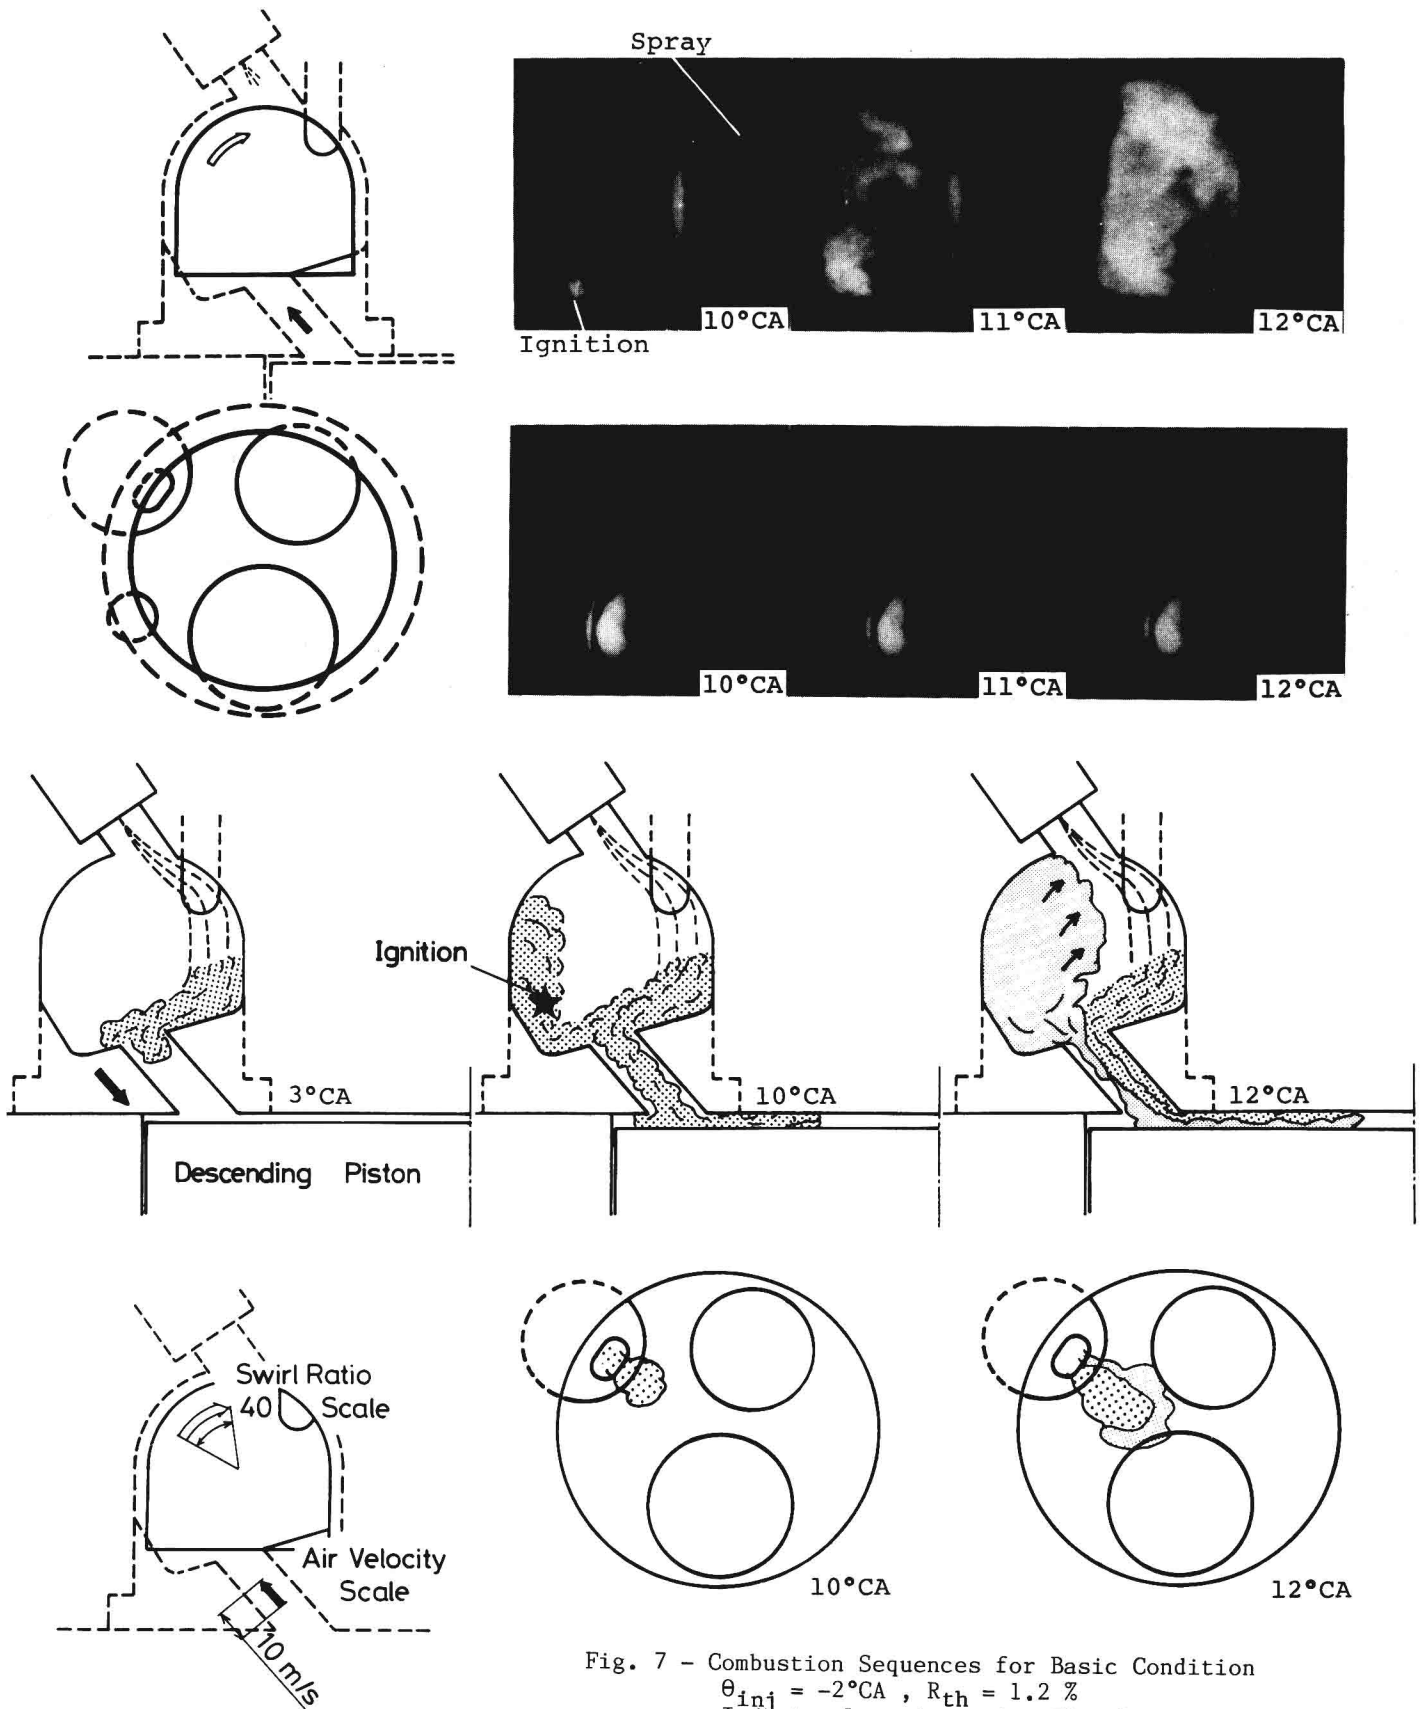 Spray
10°CA
11°CA
12°CA
Ignition
10°CA
11°CA
12°CA
Ignition
3°CA
10°CA
12°CA
Descending Piston
Swirl Ratio
40 Scale
Air Velocity
Scale
10 m/s
10°CA
12°CA
Fig. 7 - Combustion Sequences for Basic Condition
θinj = -2°CA , Rth = 1.2 %